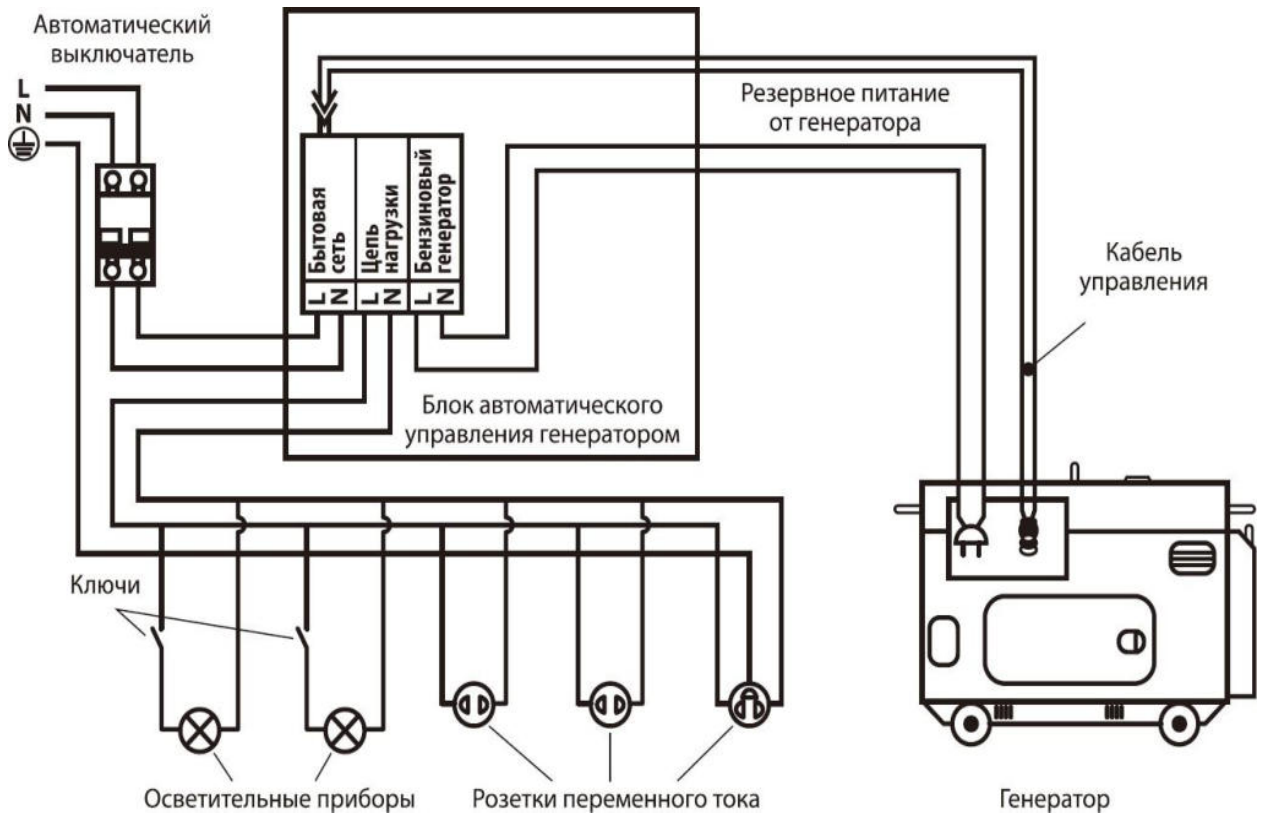 Автоматический
выключатель
L
N
Резервное питание
от генератора
Бытовая
сеть
Цепь
нагрузки
Бензиновый
генератор
L N L N L N
Кабель
управления
Блок автоматического
управления генератором
Ключи
Осветительные приборы
Розетки переменного тока
Генератор